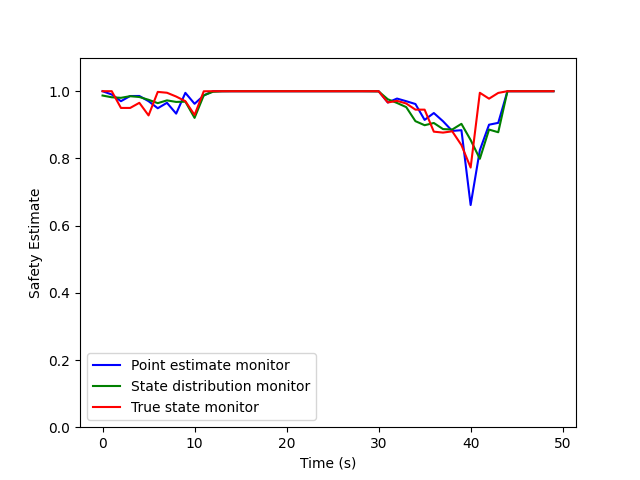 1.0
0.8
0.6
0.4
0.2
0.0
Safety Estimate
Point estimate monitor
State distribution monitor
True state monitor
0 10 20 30 40 50
Time (s)